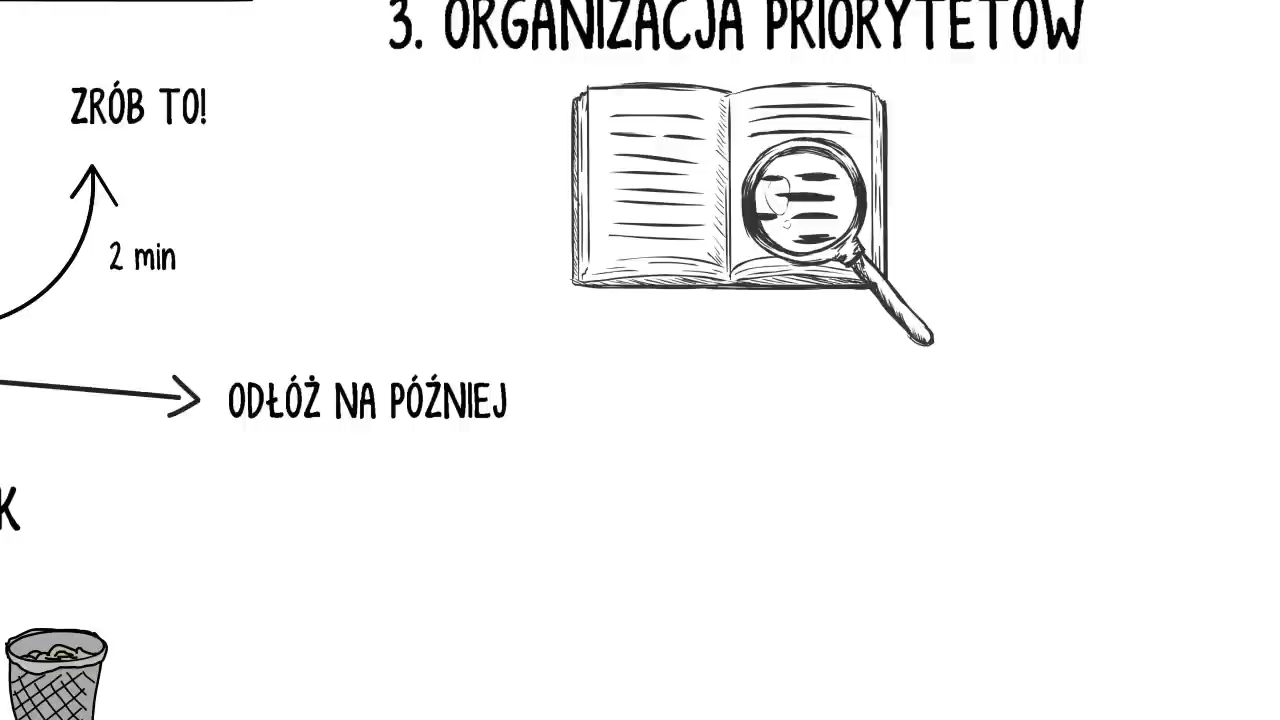 3. ORGANIZACJA PRIORYTETÓW
ZRÓB TO!
2 min
ODŁÓŻ NA PÓŹNIEJ
K